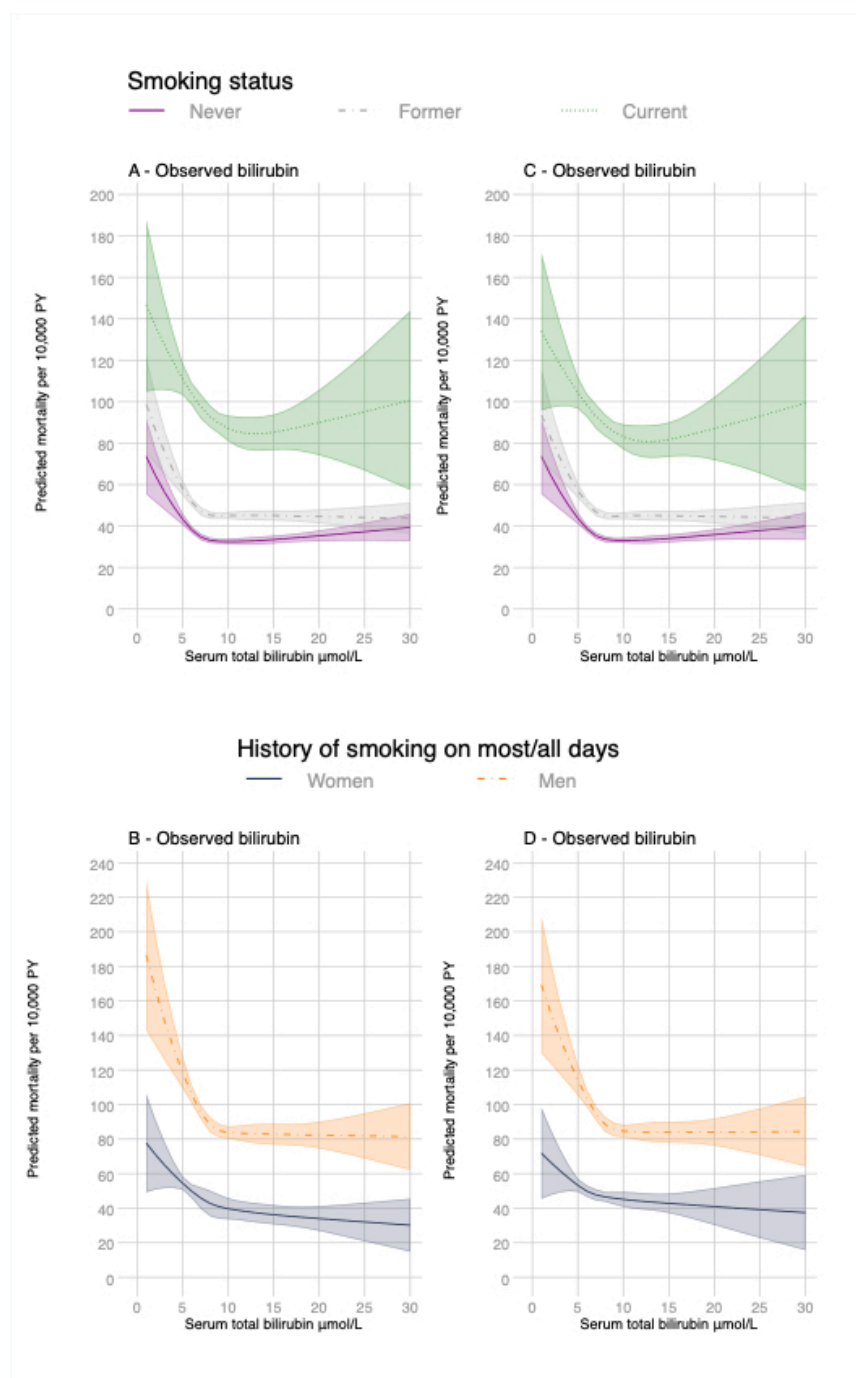 Smoking status
Never Former Current
A - Observed bilirubin
C - Observed bilirubin
Predicted mortality per 10,000 PY
200
180
160
140
120
100
80
60
40
20
0
0 5 10 15 20 25 30
Serum total bilirubin µmol/L
Predicted mortality per 10,000 PY
200
180
160
140
120
100
80
60
40
20
0
0 5 10 15 20 25 30
Serum total bilirubin µmol/L
History of smoking on most/all days
Women Men
B - Observed bilirubin
D - Observed bilirubin
Predicted mortality per 10,000 PY
240
220
200
180
160
140
120
100
80
60
40
20
0
0 5 10 15 20 25 30
Serum total bilirubin µmol/L
Predicted mortality per 10,000 PY
240
220
200
180
160
140
120
100
80
60
40
20
0
0 5 10 15 20 25 30
Serum total bilirubin µmol/L